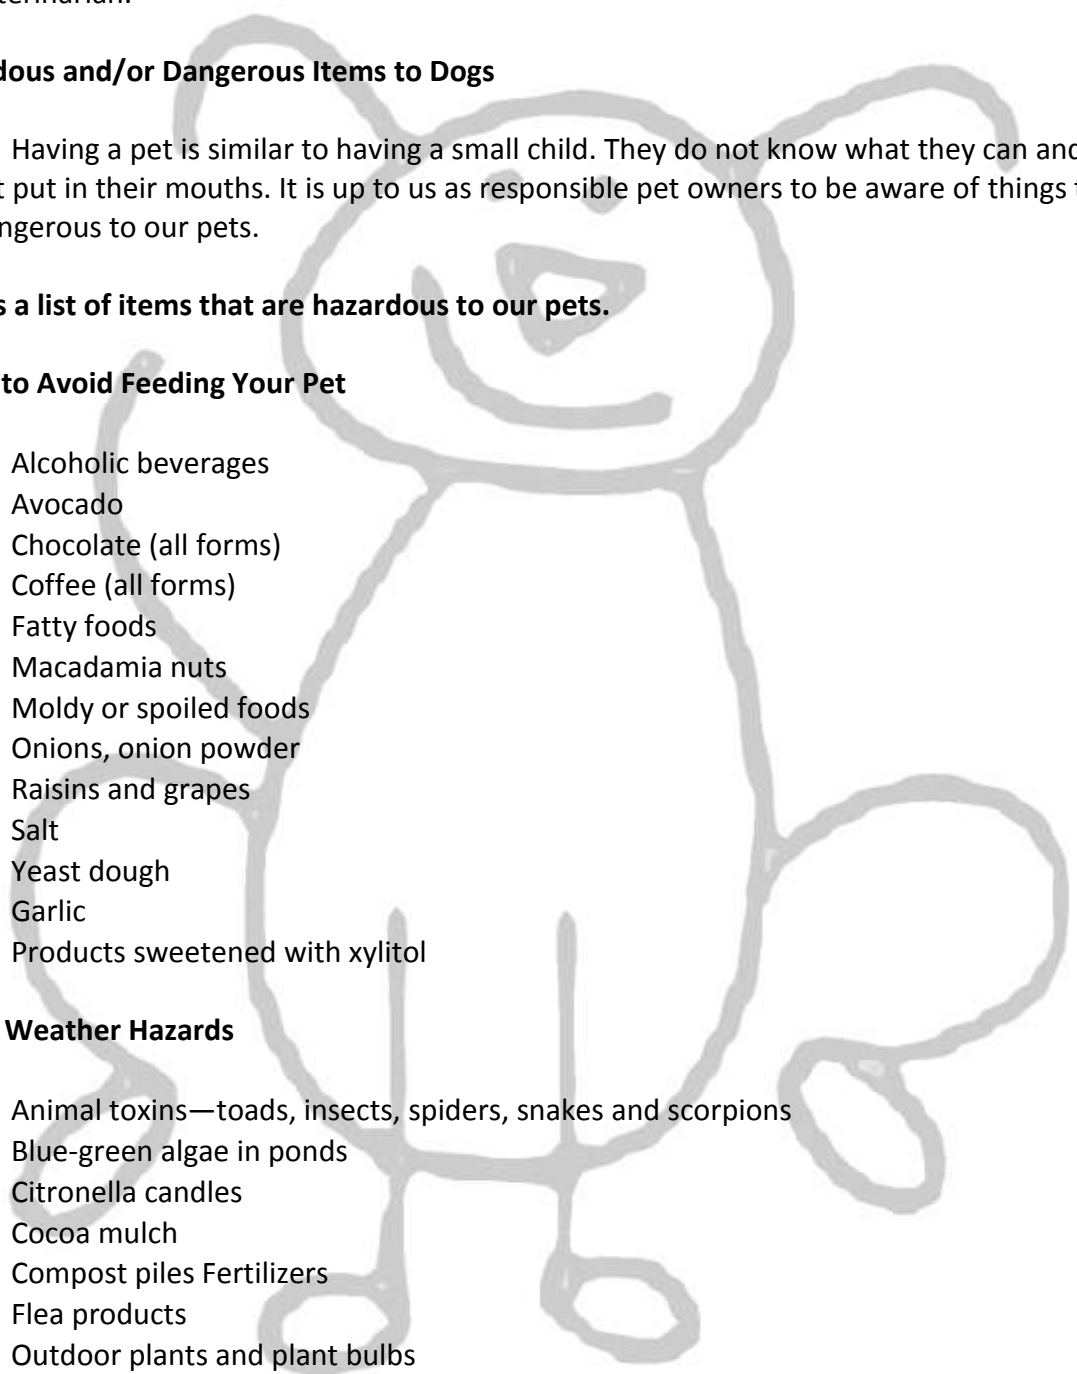 terinarian.
dous and/or Dangerous Items to Dogs
Having a pet is similar to having a small child. They do not know what they can and
t put in their mouths. It is up to us as responsible pet owners to be aware of things t
ngerous to our pets.
s a list of items that are hazardous to our pets.
to Avoid Feeding Your Pet
Alcoholic beverages
Avocado
Chocolate (all forms)
Coffee (all forms)
Fatty foods
Macadamia nuts
Moldy or spoiled foods
Onions, onion powder
Raisins and grapes
Salt
Yeast dough
Garlic
Products sweetened with xylitol
Weather Hazards
Animal toxins—toads, insects, spiders, snakes and scorpions
Blue-green algae in ponds
Citronella candles
Cocoa mulch
Compost piles Fertilizers
Flea products
Outdoor plants and plant bulbs